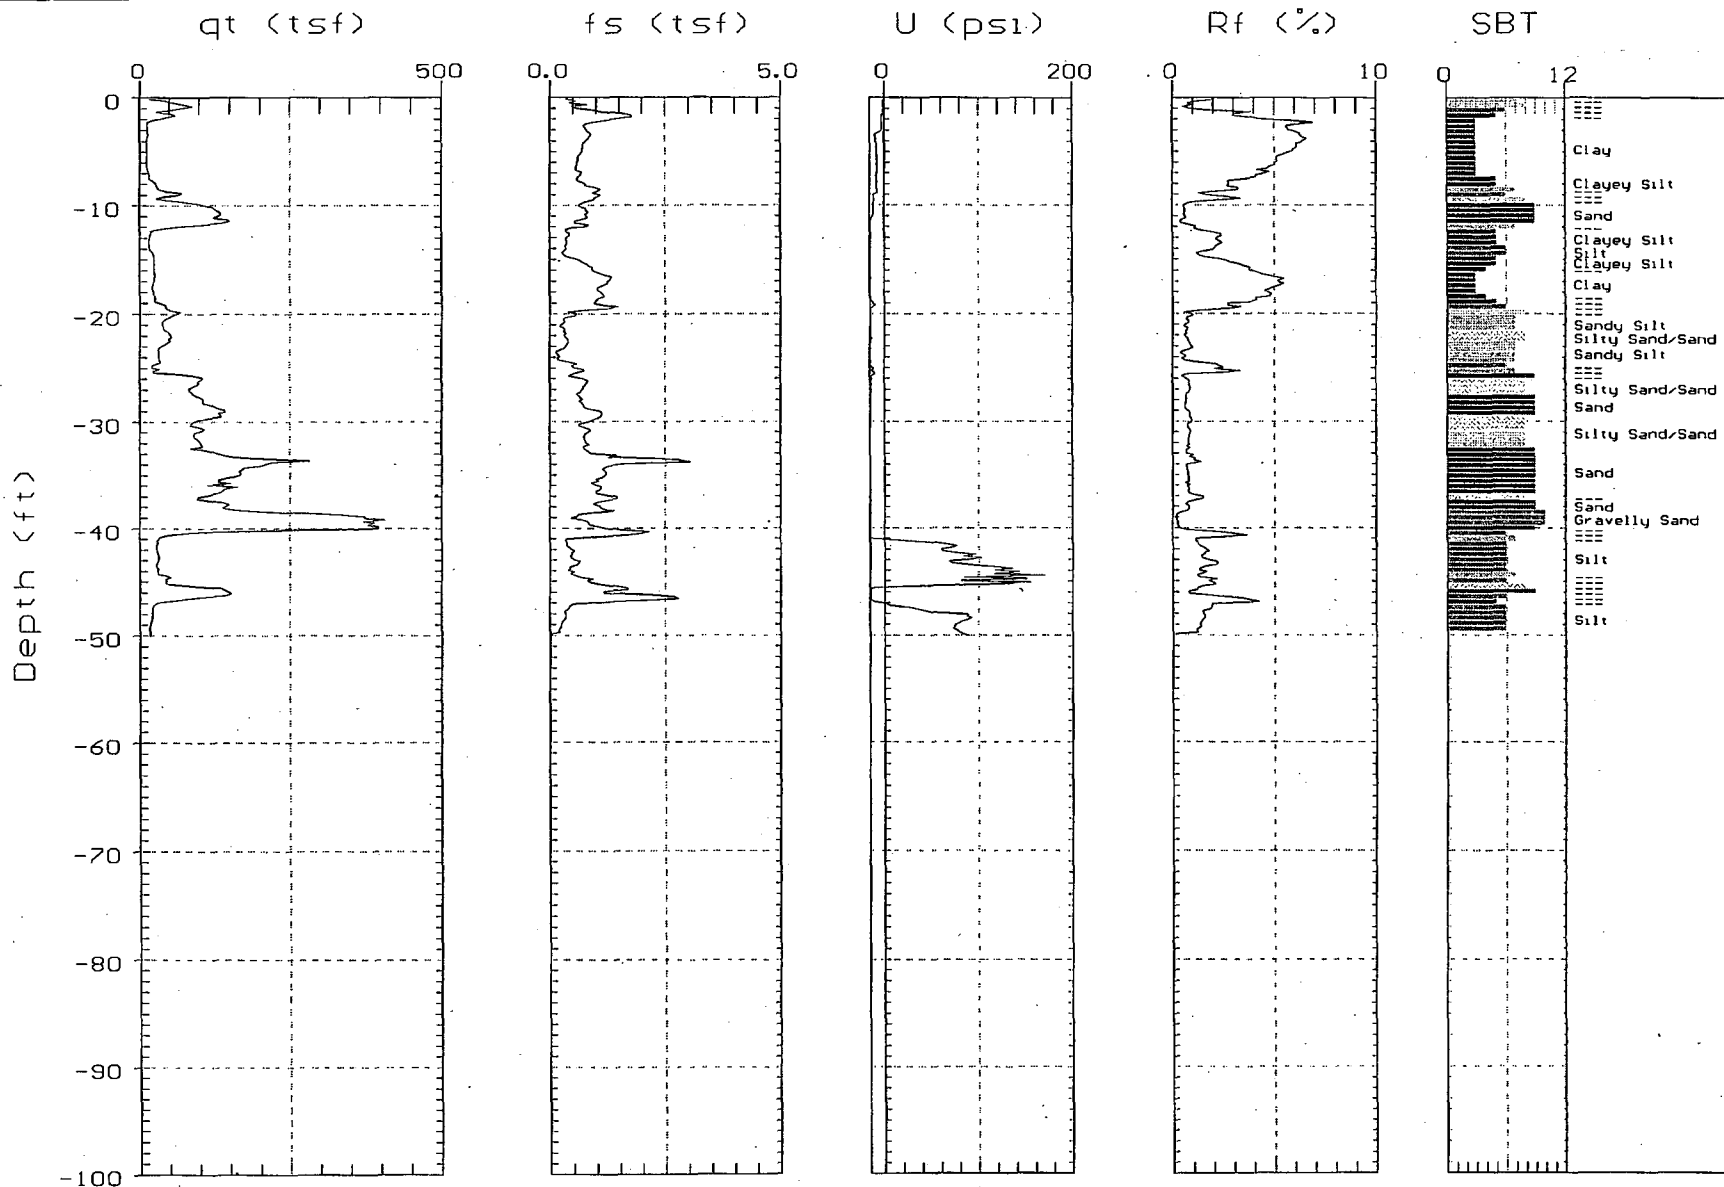 qt (tsf) fs (tsf) U (psi) Rf (%) SBT
0 500 0.0 5.0 0 200 0 10 0 12
0
-10
-20
-30
-40
-50
-60
-70
-80
-90
-100
Depth (ft)
Clay
Clayey Silt
Sand
Clayey Silt
Silt
Clayey Silt
Clay
Sandy Silt
Silty Sand/Sand
Sandy Silt
Silty Sand/Sand
Sand
Silty Sand/Sand
Sand
Sand
Gravelly Sand
Silt
Silt